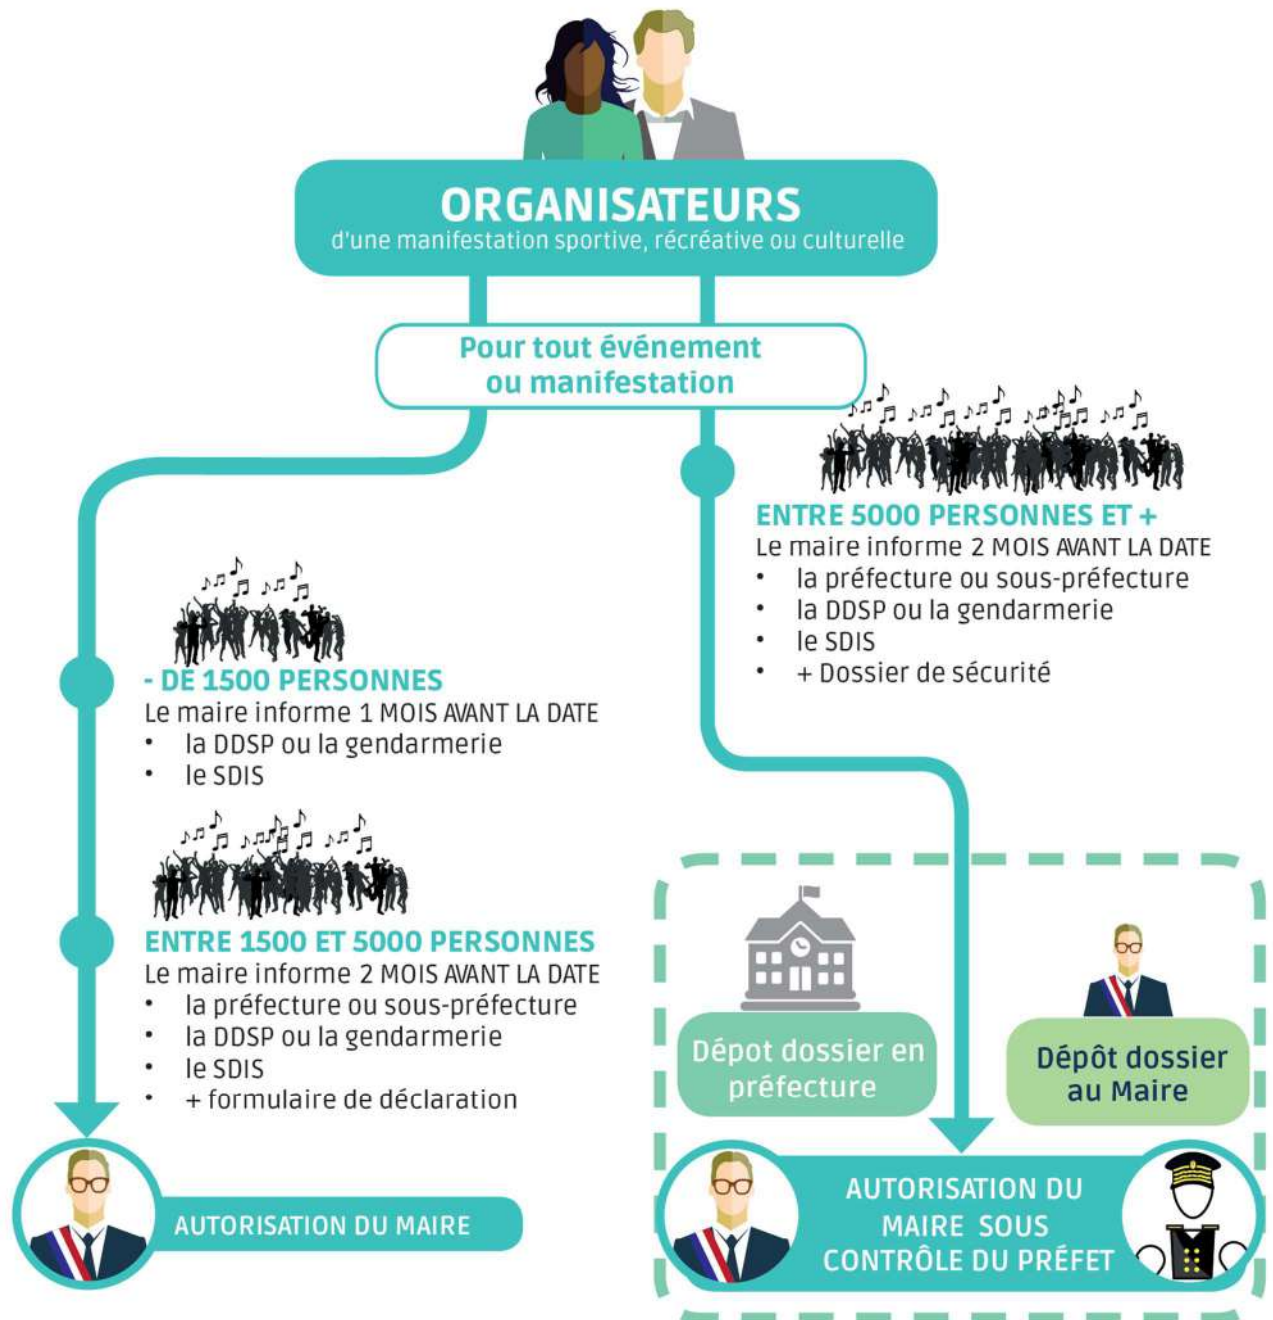 ORGANISATEURS
d'une manifestation sportive, récréative ou culturelle
Pour tout événement
ou manifestation
ENTRE 5000 PERSONNES ET +
Le maire informe 2 MOIS AVANT LA DATE
• la préfecture ou sous-préfecture
• la DDSP ou la gendarmerie
• le SDIS
• + Dossier de sécurité
- DE 1500 PERSONNES
Le maire informe 1 MOIS AVANT LA DATE
• la DDSP ou la gendarmerie
• le SDIS
ENTRE 1500 ET 5000 PERSONNES
Le maire informe 2 MOIS AVANT LA DATE
• la préfecture ou sous-préfecture
• la DDSP ou la gendarmerie
• le SDIS
• + formulaire de déclaration
AUTORISATION DU MAIRE
Dépot dossier en
préfecture
Dépôt dossier
au Maire
AUTORISATION DU
MAIRE SOUS
CONTRÔLE DU PRÉFET